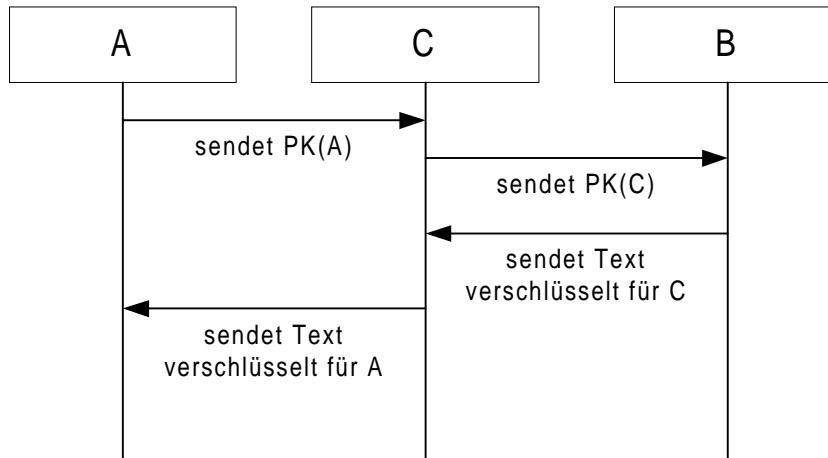 A
C
B
sendet PK(A)
sendet PK(C)
sendet Text
verschlüsselt für C
sendet Text
verschlüsselt für A